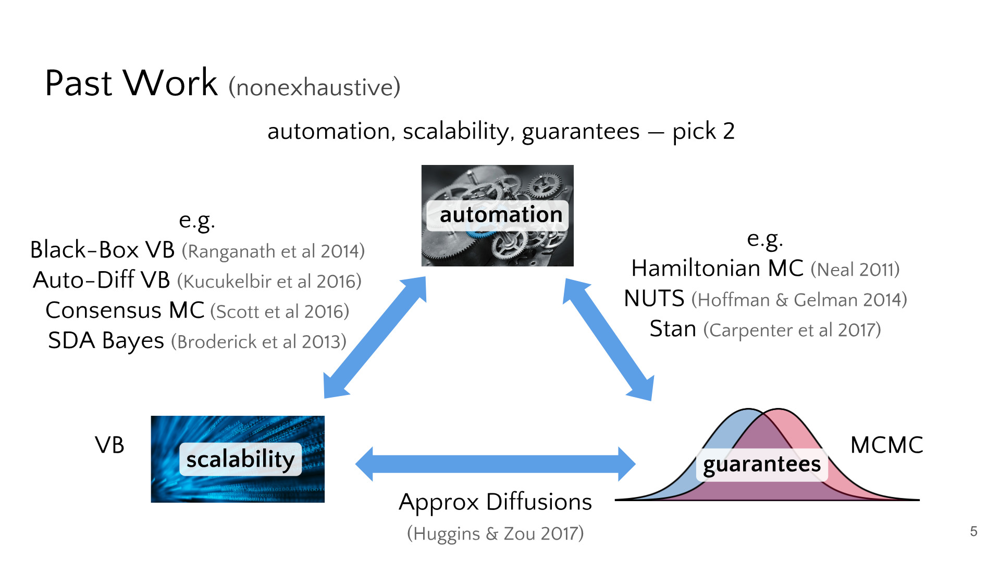 Past Work (nonexhaustive)
automation, scalability, guarantees — pick 2
automation
e.g.
Black-Box VB (Ranganath et al 2014)
Auto-Diff VB (Kucukelbir et al 2016)
Consensus MC (Scott et al 2016)
SDA Bayes (Broderick et al 2013)
e.g.
Hamiltonian MC (Neal 2011)
NUTS (Hoffman & Gelman 2014)
Stan (Carpenter et al 2017)
VB
scalability
guarantees
MCMC
Approx Diffusions
(Huggins & Zou 2017)
5